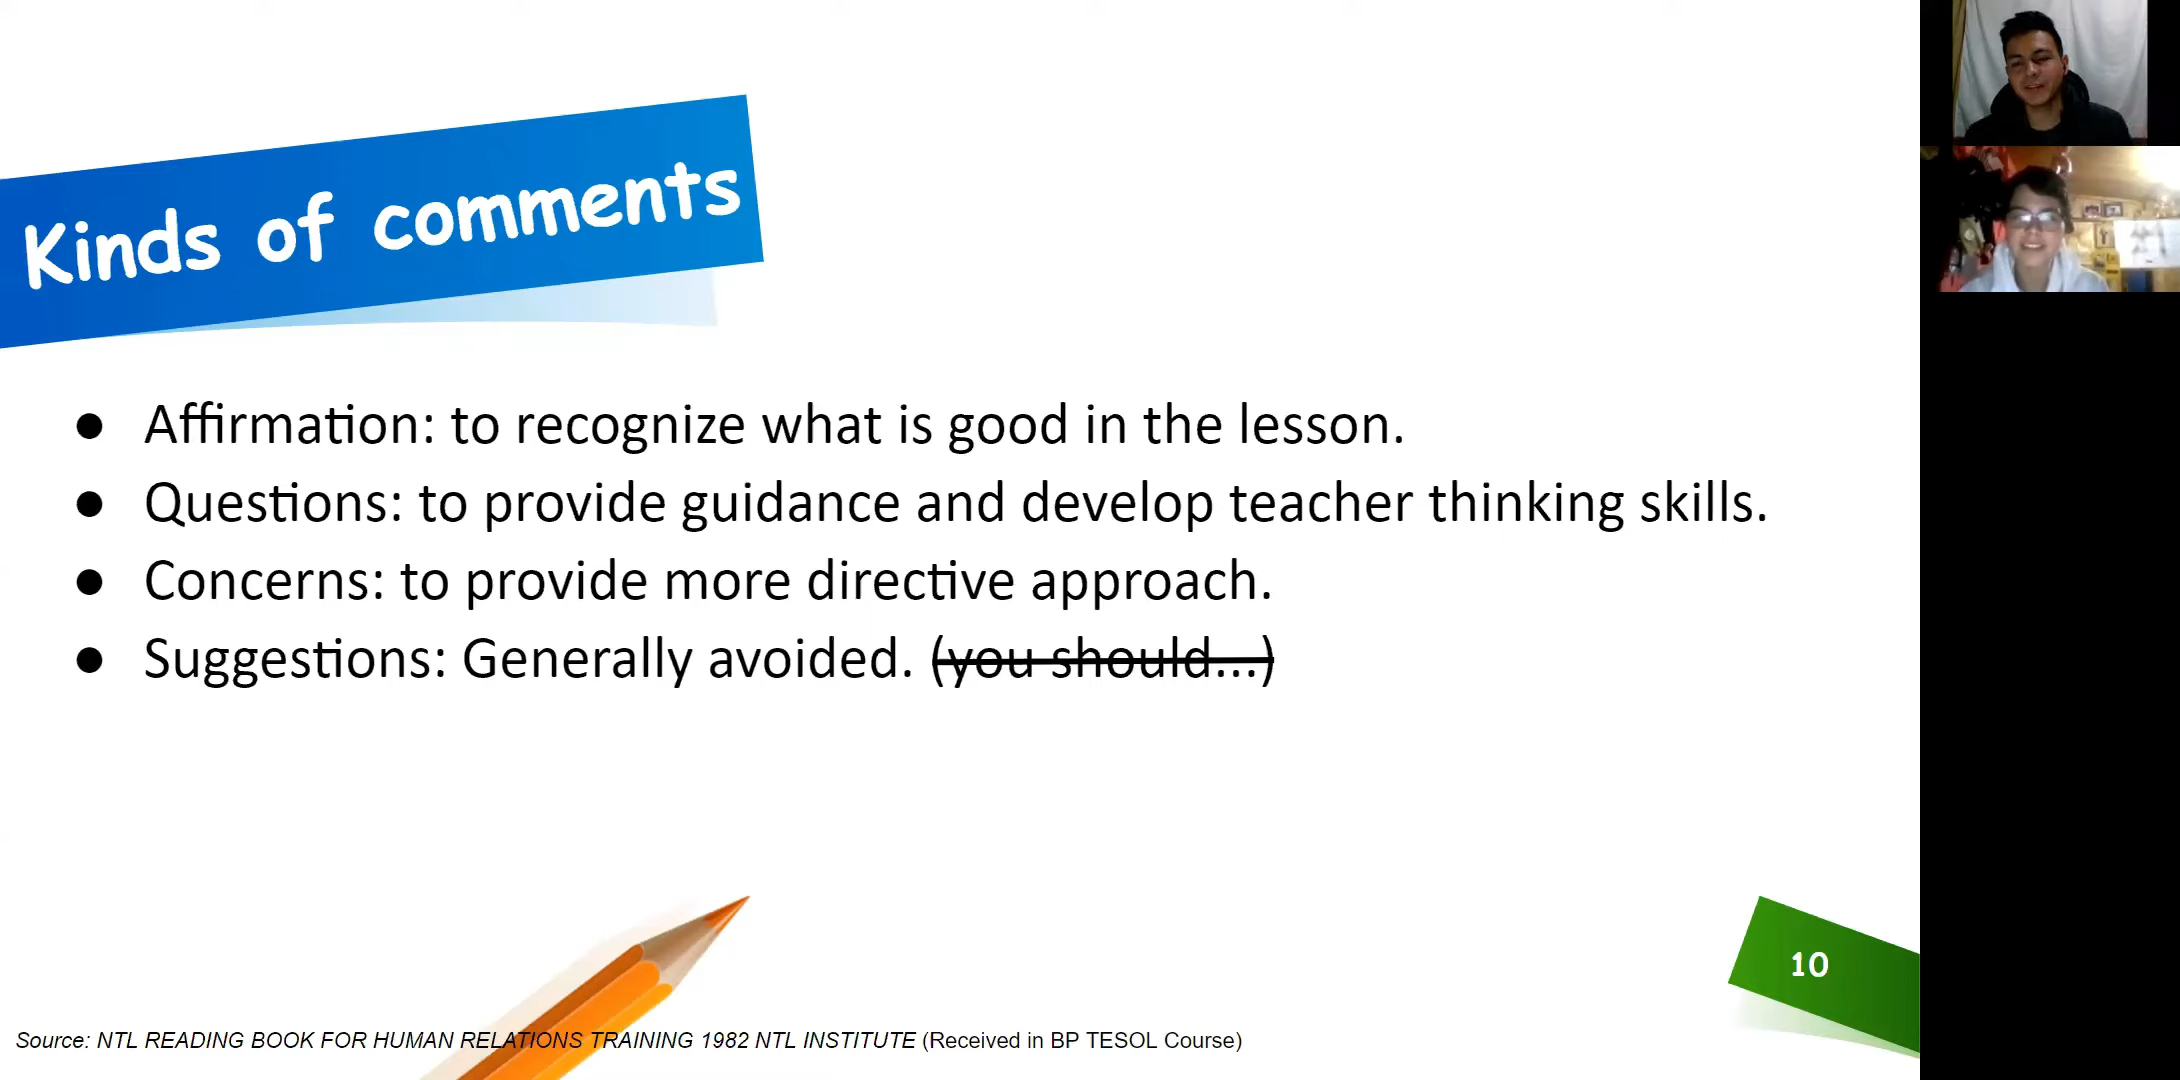 Kinds of comments
● Affirmation: to recognize what is good in the lesson.
● Questions: to provide guidance and develop teacher thinking skills.
● Concerns: to provide more directive approach.
● Suggestions: Generally avoided. (you should...)
10
Source: NTL READING BOOK FOR HUMAN RELATIONS TRAINING 1982 NTL INSTITUTE (Received in BP TESOL Course)